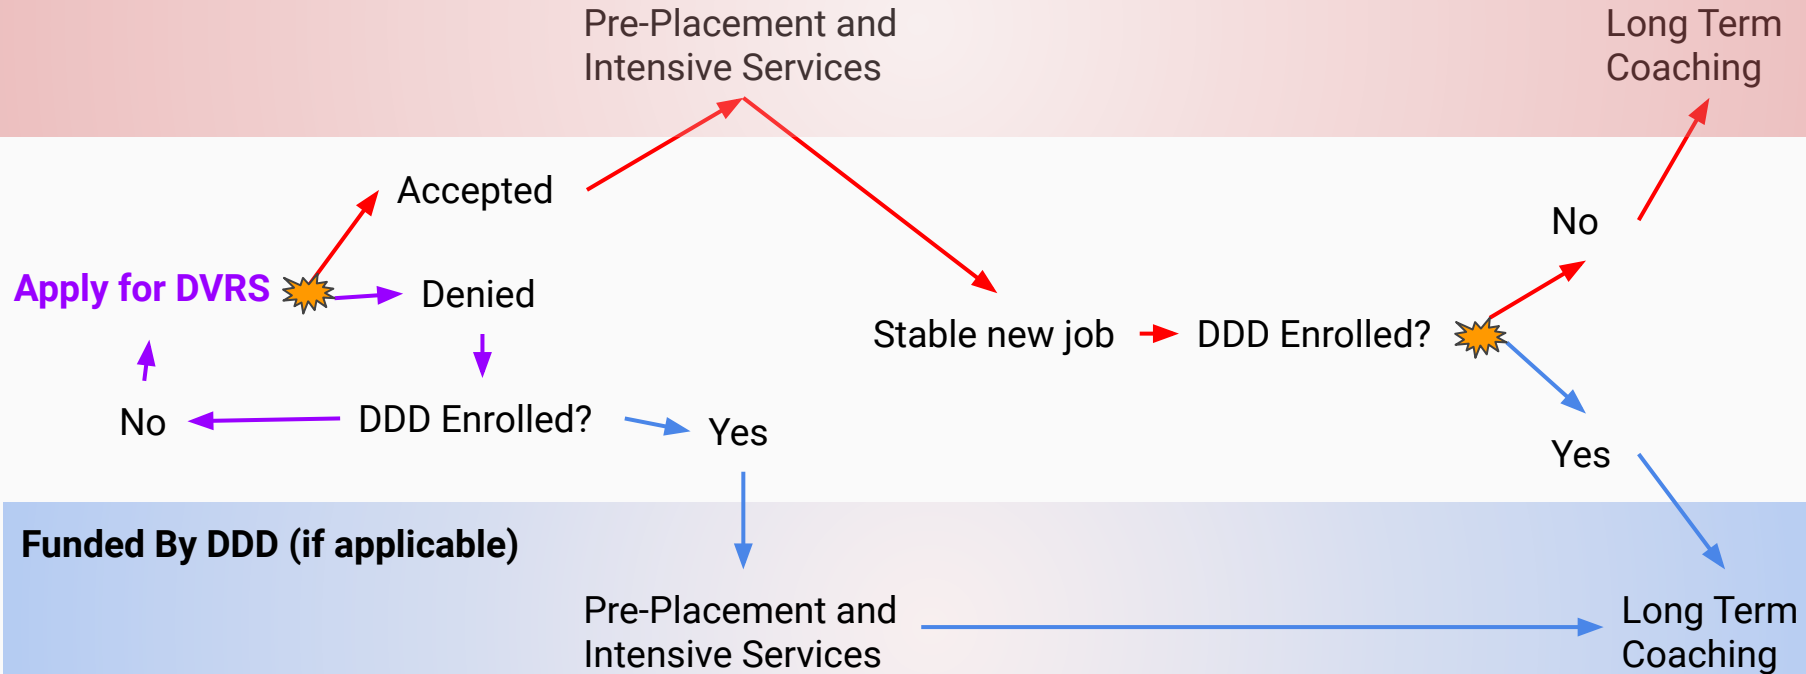 Pre-Placement and
Intensive Services
Long Term
Coaching
Accepted
No
Apply for DVRS
Denied
Stable new job
DDD Enrolled?
No
DDD Enrolled?
Yes
Yes
Funded By DDD (if applicable)
Pre-Placement and
Intensive Services
Long Term
Coaching